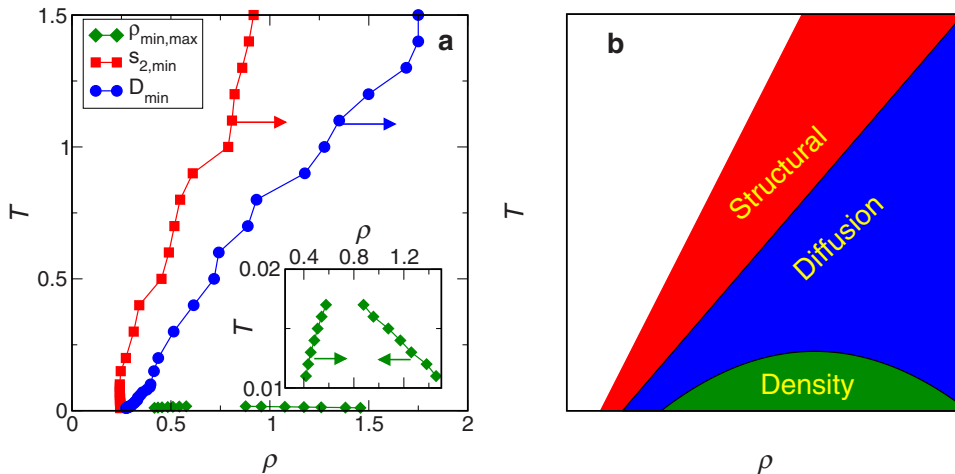 a
ρmin,max
s2,min
Dmin
1.5
1
0.5
0
T
0
0.5
1
1.5
2
ρ
ρ
0.4 0.8 1.2
0.02
0.01
T
b
Structural
Diffusion
Density
T
ρ